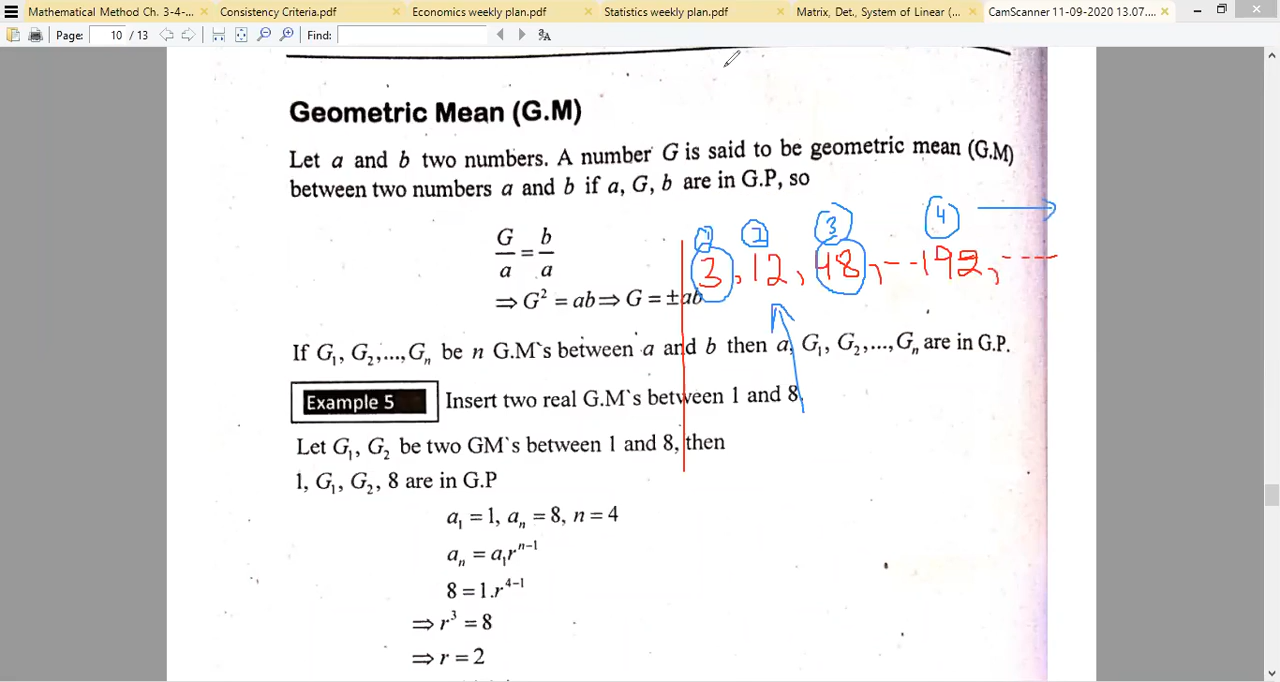 Mathematical Method Ch. 3-4-...
Consistency Criteria.pdf
Economics weekly plan.pdf
Statistics weekly plan.pdf
Matrix, Det., System of Linear (...
CamScanner 11-09-2020 13.07....
Page: 10 / 13 Find:
Geometric Mean (G.M)
Let a and b two numbers. A number G is said to be geometric mean (G.M)
between two numbers a and b if a, G, b are in G.P, so
1 2 3 4
G/a = b/a
3, 12, 48, --192, ---
⇒ G² = ab ⇒ G = ±ab
If G₁, G₂,...,Gₙ be n G.M`s between a and b then a, G₁, G₂,...,Gₙ are in G.P.
Example 5 Insert two real G.M`s between 1 and 8.
Let G₁, G₂ be two GM`s between 1 and 8, then
1, G₁, G₂, 8 are in G.P
a₁ = 1, aₙ = 8, n = 4
aₙ = a₁rⁿ⁻¹
8 = 1.r⁴⁻¹
⇒ r³ = 8
⇒ r = 2